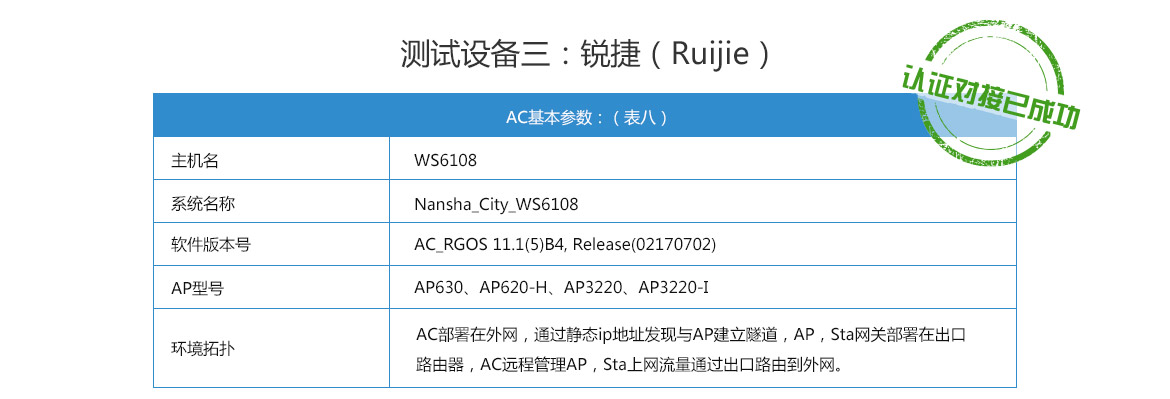 测试设备三：锐捷（Ruijie）
认证对接已成功
AC基本参数：（表八）
主机名 WS6108
系统名称 Nansha_City_WS6108
软件版本号 AC_RGOS 11.1(5)B4, Release(02170702)
AP型号 AP630、AP620-H、AP3220、AP3220-I
环境拓扑 AC部署在外网，通过静态ip地址发现与AP建立隧道，AP，Sta网关部署在出口
路由器，AC远程管理AP，Sta上网流量通过出口路由到外网。